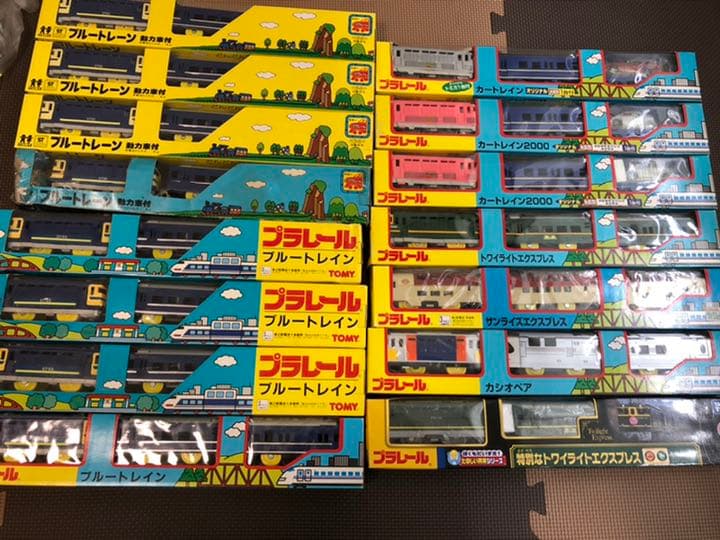 ブルートレーン 動力車付
ブルートレーン 動力車付
ブルートレーン 動力車付
ブルートレーン 動力車付
プラレール
ブルートレイン
TOMY
プラレール
ブルートレイン
TOMY
プラレール
ブルートレイン
TOMY
ール
ブルートレイン
プラレール
カートレイン オリジナル
プラレール
カートレイン2000
プラレール
カートレイン2000
プラレール
トワイライトエクスプレス
プラレール
サンライズエクスプレス
プラレール
カシオペア
Twilight
Express
プラレール
特別なトワイライトエクスプレス